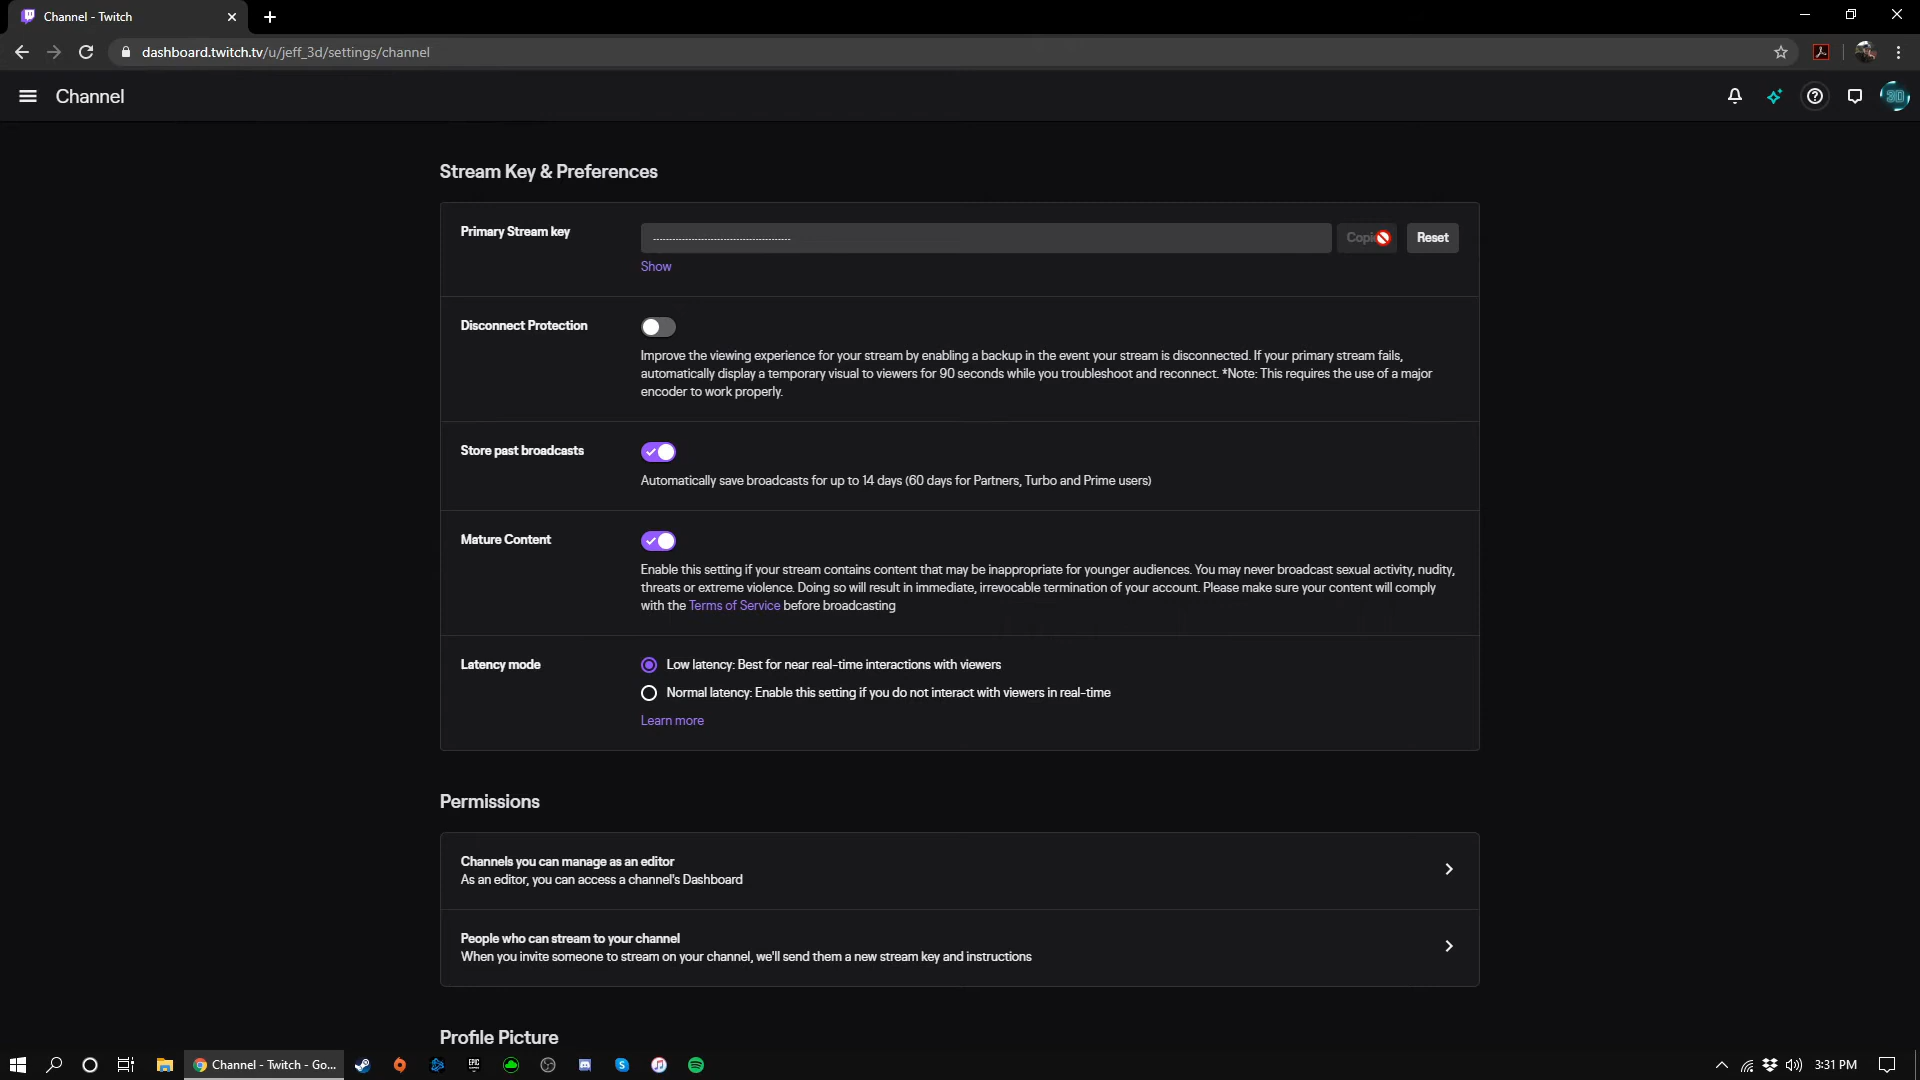 Channel - Twitch
dashboard.twitch.tv/u/jeff_3d/settings/channel
Channel
3D
Stream Key & Preferences
Primary Stream key
Reset
Show
Disconnect Protection
Improve the viewing experience for your stream by enabling a backup in the event your stream is disconnected. If your primary stream fails,
automatically display a temporary visual to viewers for 90 seconds while you troubleshoot and reconnect. *Note: This requires the use of a major
encoder to work properly.
Store past broadcasts
Automatically save broadcasts for up to 14 days (60 days for Partners, Turbo and Prime users)
Mature Content
Enable this setting if your stream contains content that may be inappropriate for younger audiences. You may never broadcast sexual activity, nudity,
threats or extreme violence. Doing so will result in immediate, irrevocable termination of your account. Please make sure your content will comply
with the Terms of Service before broadcasting
Latency mode
Low latency: Best for near real-time interactions with viewers
Normal latency: Enable this setting if you do not interact with viewers in real-time
Learn more
Permissions
Channels you can manage as an editor
As an editor, you can access a channel's Dashboard
People who can stream to your channel
When you invite someone to stream on your channel, we'll send them a new stream key and instructions
Profile Picture
Channel - Twitch - Go...
EPIC
3:31 PM